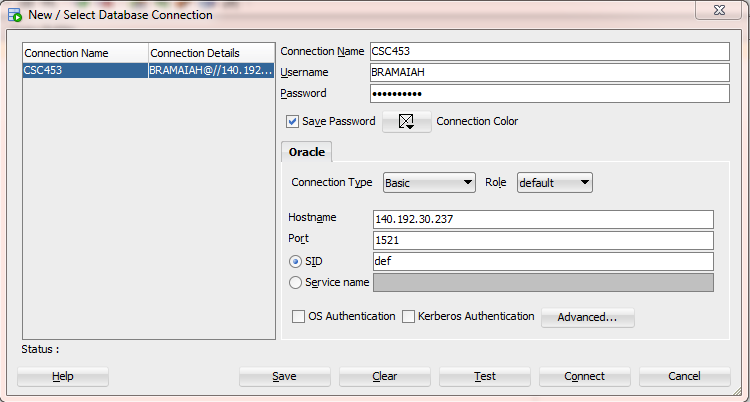 New / Select Database Connection
Connection Name Connection Details
CSC453 BRAMAIAH@//140.192...
Connection Name CSC453
Username BRAMAIAH
Password ••••••••••
Save Password Connection Color
Oracle
Connection Type Basic Role default
Hostname 140.192.30.237
Port 1521
SID def
Service name
OS Authentication Kerberos Authentication Advanced...
Status :
Help Save Clear Test Connect Cancel